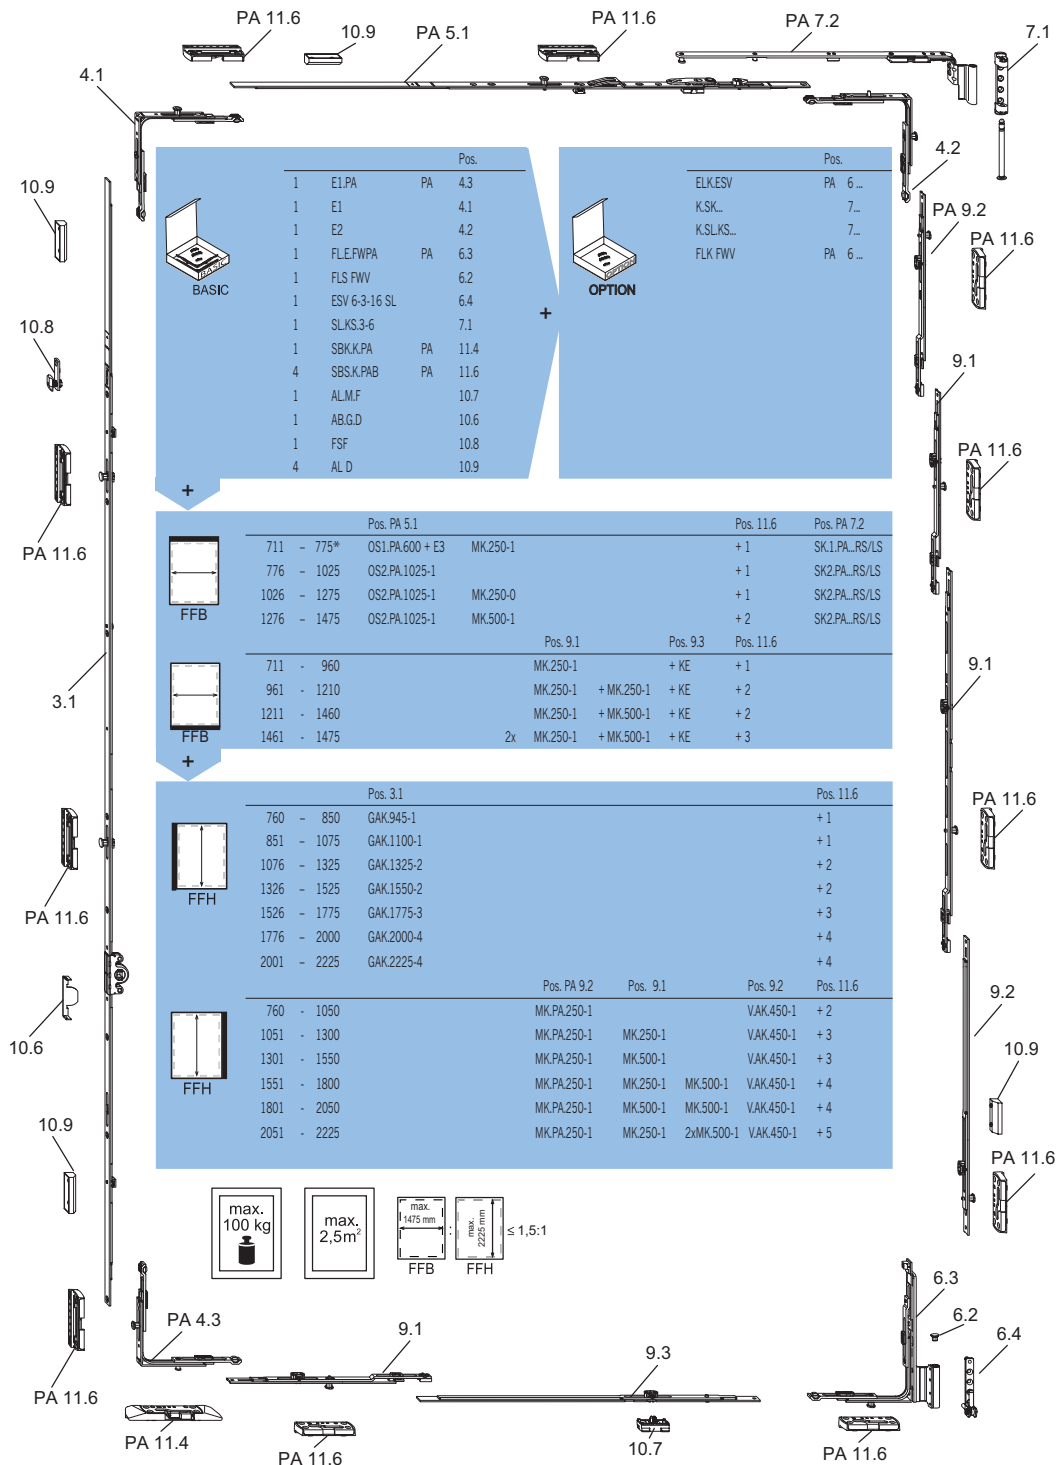 PA 11.6
10.9
PA 5.1
PA 11.6
PA 7.2
7.1
4.1
4.2
10.9
PA 9.2
PA 11.6
BASIC
BASIC
Pos.
1 E1.PA PA 4.3
1 E1 4.1
1 E2 4.2
1 FL.E.FWPA PA 6.3
1 FLS FWV 6.2
1 ESV 6-3-16 SL 6.4
1 SL.KS.3-6 7.1
1 SBK.K.PA PA 11.4
4 SBS.K.PAB PA 11.6
1 AL.M.F 10.7
1 AB.G.D 10.6
1 FSF 10.8
4 AL D 10.9
+
OPTION
OPTION
Pos.
ELK.ESV PA 6 ...
K.SK... 7...
K.SL.KS... 7...
FLK FWV PA 6 ...
10.8
9.1
PA 11.6
PA 11.6
+
Pos. PA 5.1 Pos. 11.6 Pos. PA 7.2
711 – 775* OS1.PA.600 + E3 MK.250-1 + 1 SK.1.PA...RS/LS
776 – 1025 OS2.PA.1025-1 + 1 SK2.PA...RS/LS
1026 – 1275 OS2.PA.1025-1 MK.250-0 + 1 SK2.PA...RS/LS
1276 – 1475 OS2.PA.1025-1 MK.500-1 + 2 SK2.PA...RS/LS
FFB
Pos. 9.1 Pos. 9.3 Pos. 11.6
711 - 960 MK.250-1 + KE + 1
961 - 1210 MK.250-1 + MK.250-1 + KE + 2
1211 - 1460 MK.250-1 + MK.500-1 + KE + 2
1461 - 1475 2x MK.250-1 + MK.500-1 + KE + 3
FFB
3.1
9.1
+
Pos. 3.1 Pos. 11.6
760 – 850 GAK.945-1 + 1
851 – 1075 GAK.1100-1 + 1
1076 – 1325 GAK.1325-2 + 2
1326 – 1525 GAK.1550-2 + 2
1526 – 1775 GAK.1775-3 + 3
1776 – 2000 GAK.2000-4 + 4
2001 – 2225 GAK.2225-4 + 4
FFH
PA 11.6
PA 11.6
Pos. PA 9.2 Pos. 9.1 Pos. 9.2 Pos. 11.6
760 - 1050 MK.PA.250-1 V.AK.450-1 + 2
1051 - 1300 MK.PA.250-1 MK.250-1 V.AK.450-1 + 3
1301 - 1550 MK.PA.250-1 MK.500-1 V.AK.450-1 + 3
1551 - 1800 MK.PA.250-1 MK.250-1 MK.500-1 V.AK.450-1 + 4
1801 - 2050 MK.PA.250-1 MK.500-1 MK.500-1 V.AK.450-1 + 4
2051 - 2225 MK.PA.250-1 MK.250-1 2xMK.500-1 V.AK.450-1 + 5
FFH
10.6
9.2
10.9
10.9
PA 11.6
max.
100 kg
max.
2,5m²
max.
1475 mm
FFB
:
max.
2225 mm
FFH
≤ 1,5:1
PA 4.3
9.1
9.3
6.3
6.2
6.4
PA 11.6
PA 11.4
PA 11.6
10.7
PA 11.6